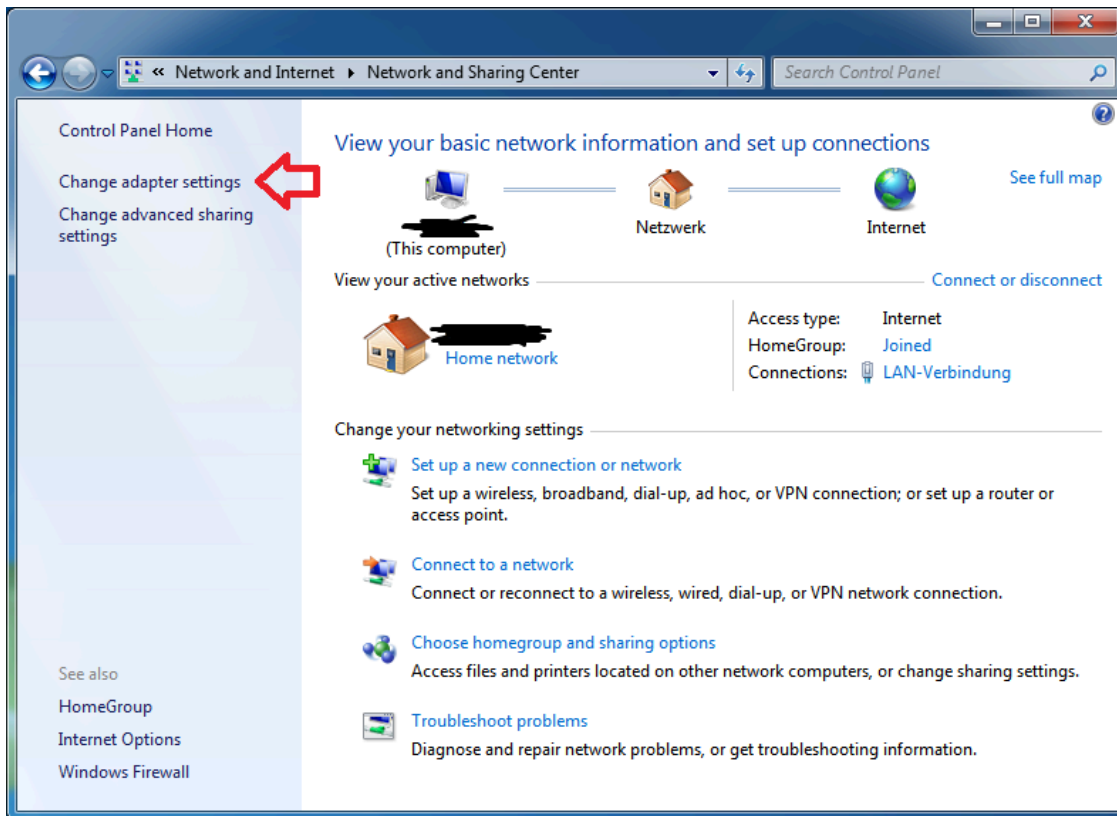 « Network and Internet ▸ Network and Sharing Center
Search Control Panel
Control Panel Home
Change adapter settings
Change advanced sharing
settings
See also
HomeGroup
Internet Options
Windows Firewall
View your basic network information and set up connections
See full map
(This computer)
Netzwerk
Internet
View your active networks
Connect or disconnect
Home network
Access type: Internet
HomeGroup: Joined
Connections: LAN-Verbindung
Change your networking settings
Set up a new connection or network
Set up a wireless, broadband, dial-up, ad hoc, or VPN connection; or set up a router or
access point.
Connect to a network
Connect or reconnect to a wireless, wired, dial-up, or VPN network connection.
Choose homegroup and sharing options
Access files and printers located on other network computers, or change sharing settings.
Troubleshoot problems
Diagnose and repair network problems, or get troubleshooting information.